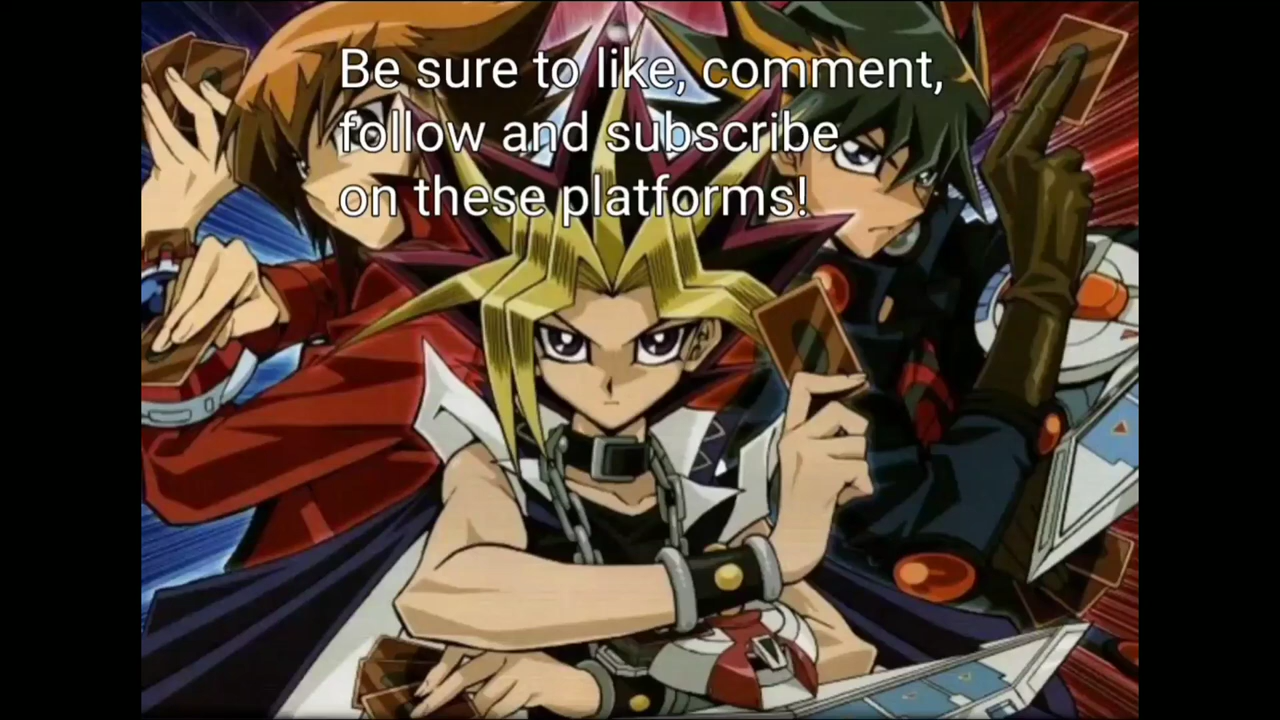 Be sure to like, comment,
follow and subscribe
on these platforms!